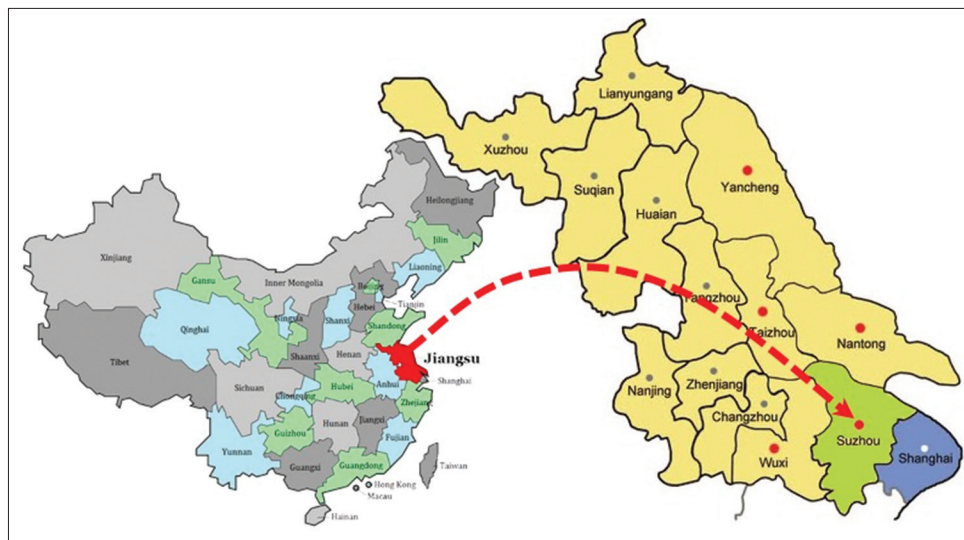 Heilongjiang
Jilin
Xinjiang
Liaoning
Gansu
Inner Mongolia
Beijing
Tianjin
Hebei
Ningxia
Shanxi
Qinghai
Shandong
Shaanxi
Henan
Jiangsu
Tibet
Shanghai
Anhui
Sichuan
Hubei
Chongqing
Zhejiang
Hunan
Jiangxi
Guizhou
Fujian
Yunnan
Guangxi
Guangdong
Taiwan
Hong Kong
Macau
Hainan
Lianyungang
Xuzhou
Suqian
Yancheng
Huaian
Yangzhou
Taizhou
Nantong
Nanjing
Zhenjiang
Changzhou
Suzhou
Wuxi
Shanghai